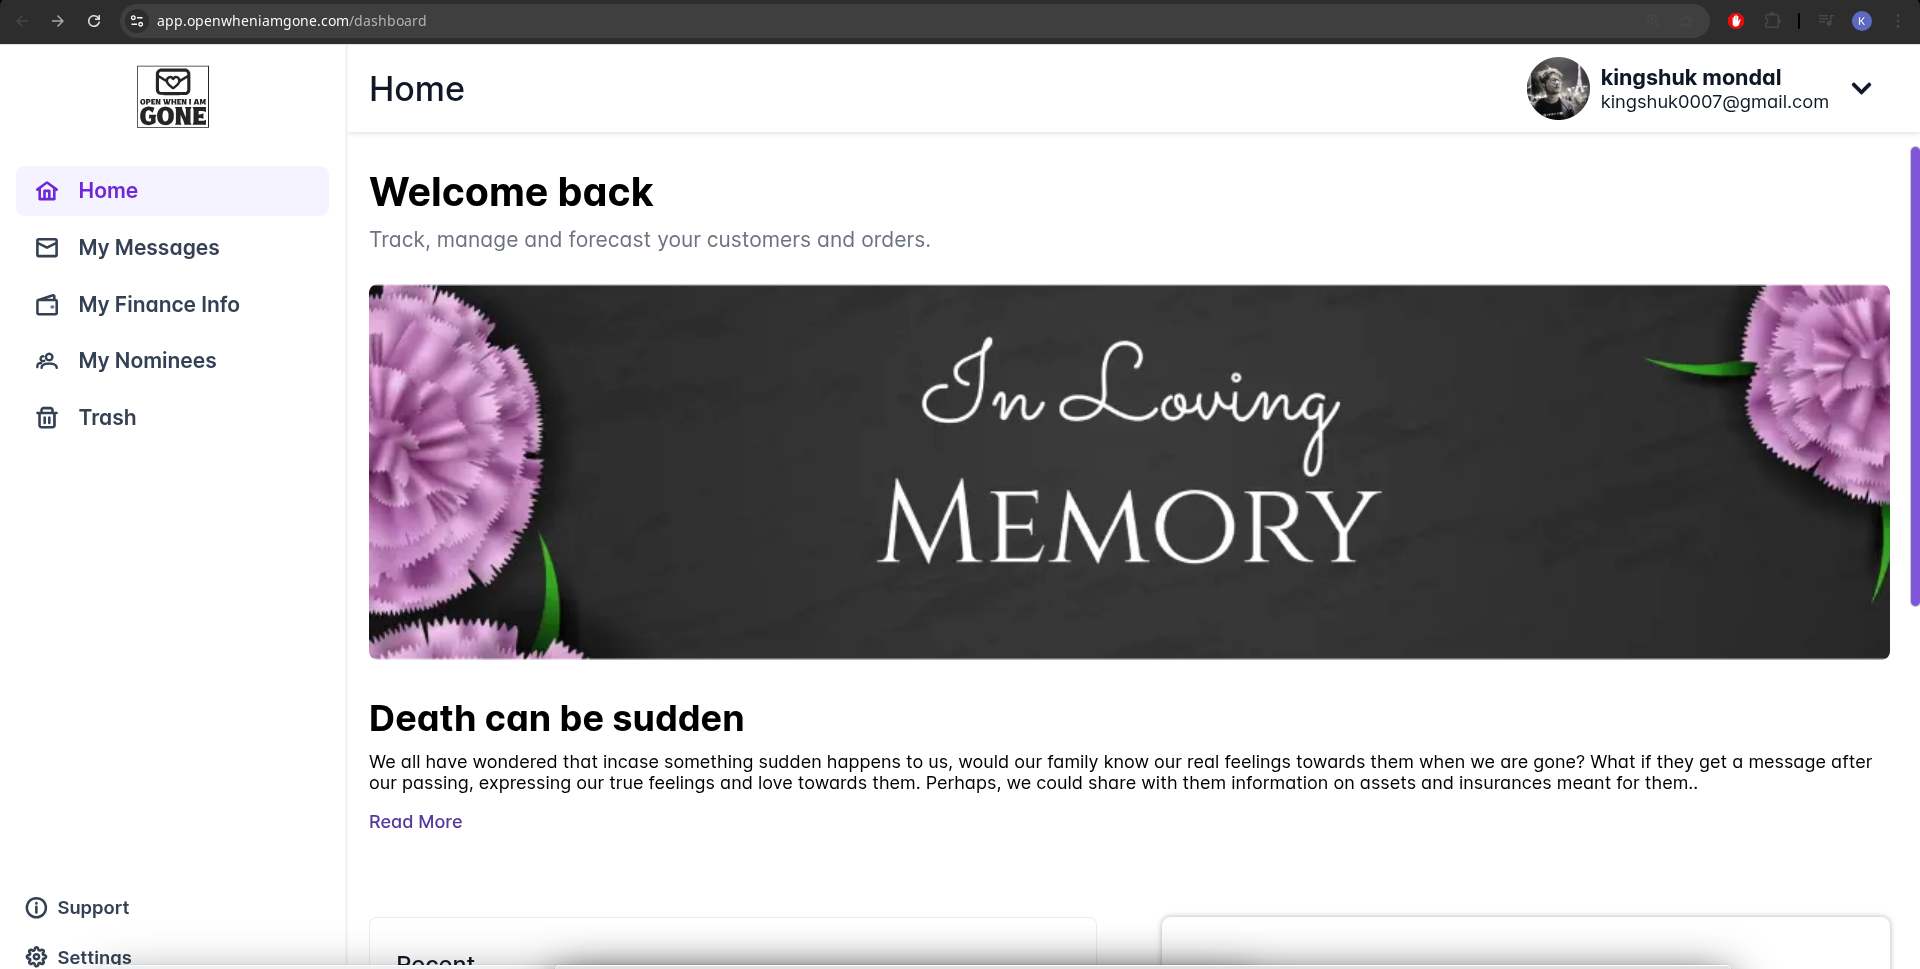 app.openwheniamgone.com/dashboard
K
OPEN WHEN I AM
GONE
Home
My Messages
My Finance Info
My Nominees
Trash
Support
Settings
Home
kingshuk mondal
kingshuk0007@gmail.com
Welcome back
Track, manage and forecast your customers and orders.
In Loving
MEMORY
Death can be sudden
We all have wondered that incase something sudden happens to us, would our family know our real feelings towards them when we are gone? What if they get a message after
our passing, expressing our true feelings and love towards them. Perhaps, we could share with them information on assets and insurances meant for them..
Read More
Recent